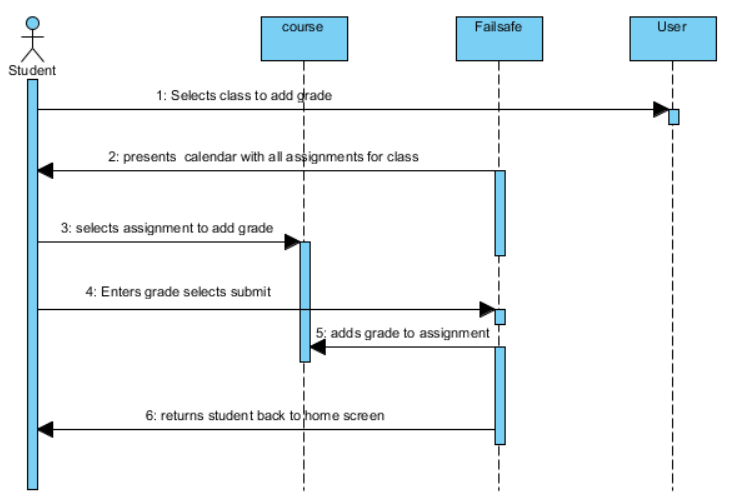 course
Failsafe
User
Student
1: Selects class to add grade
2: presents  calendar with all assignments for class
3: selects assignment to add grade
4: Enters grade selects submit
5: adds grade to assignment
6: returns student back to home screen